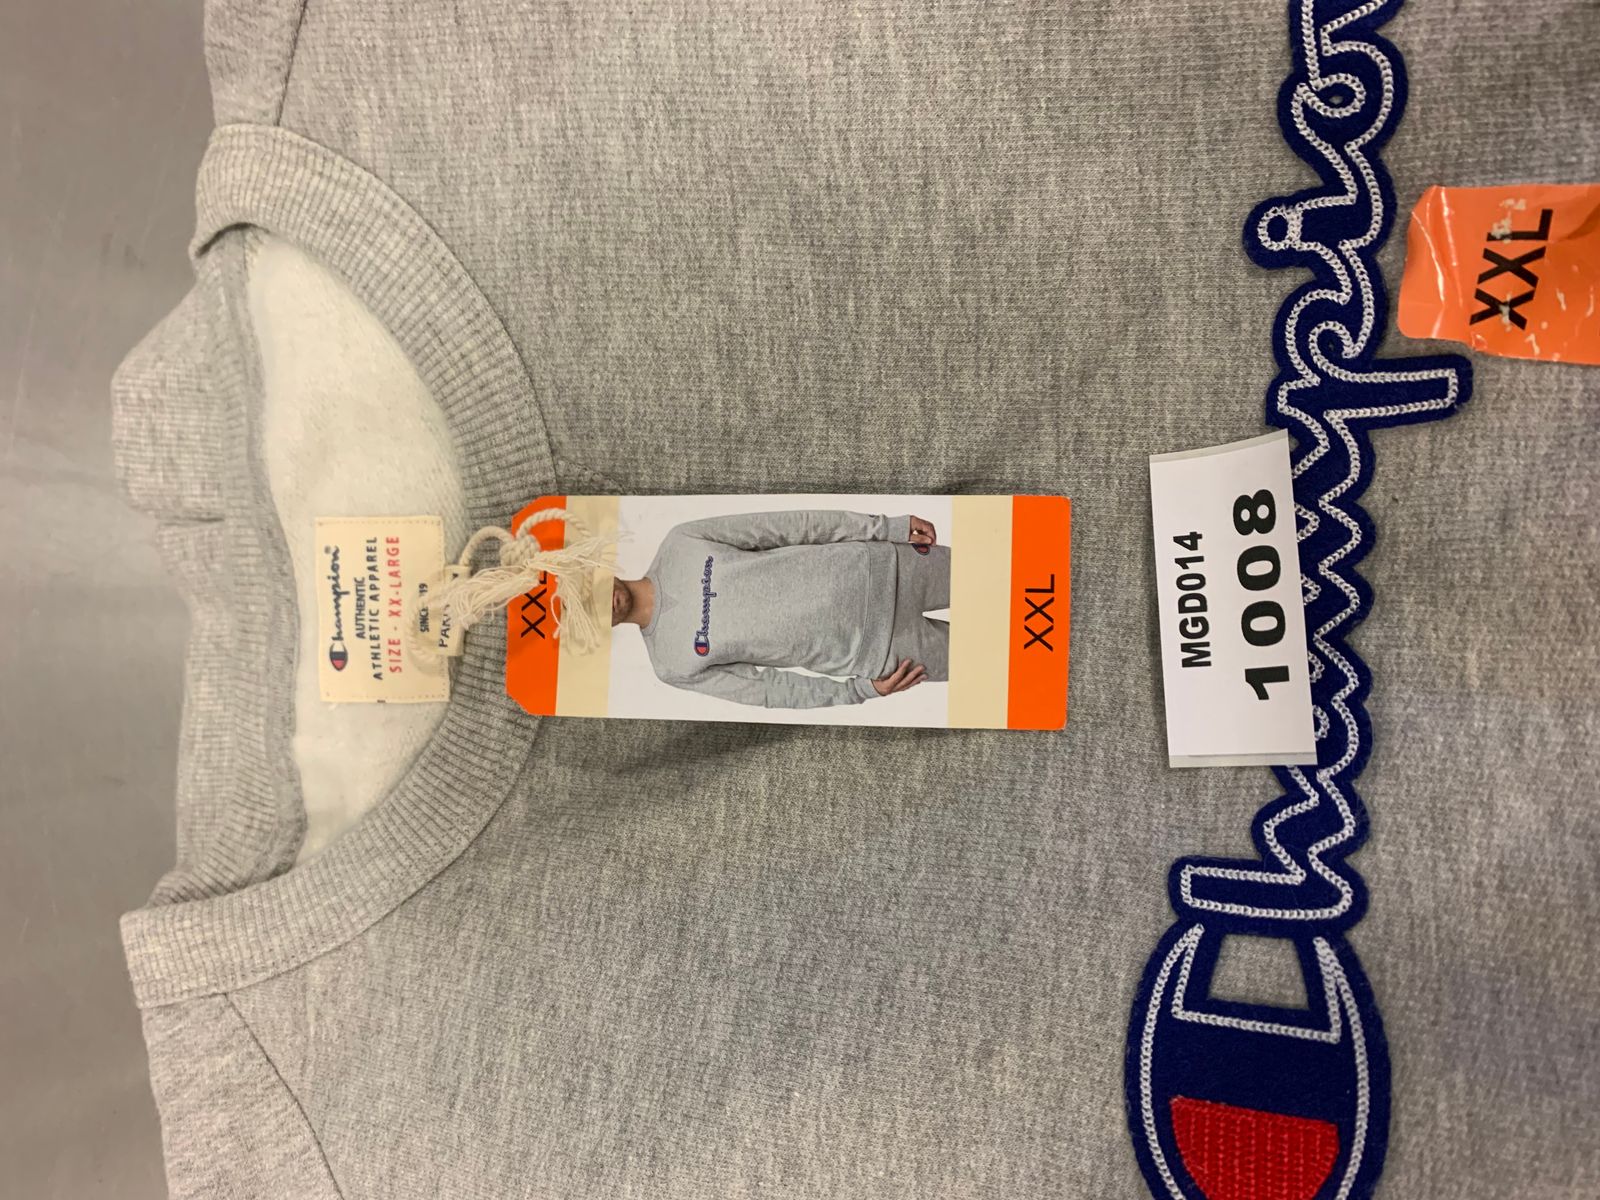 Champion
AUTHENTIC
ATHLETIC APPAREL
SIZE - XX-LARGE
XXL
Champion
XXL
MGD014
1008
Champion
XXL